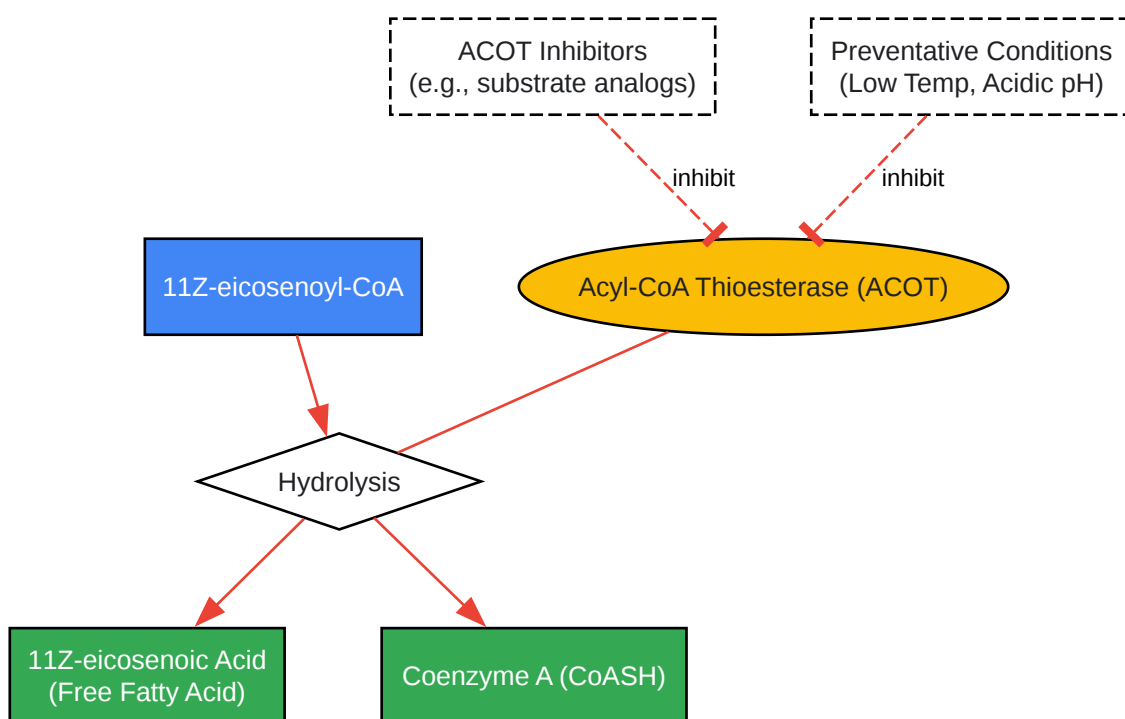 ACOT Inhibitors
(e.g., substrate analogs)
Preventative Conditions
(Low Temp, Acidic pH)
inhibit
inhibit
11Z-eicosenoyl-CoA
Acyl-CoA Thioesterase (ACOT)
Hydrolysis
11Z-eicosenoic Acid
(Free Fatty Acid)
Coenzyme A (CoASH)